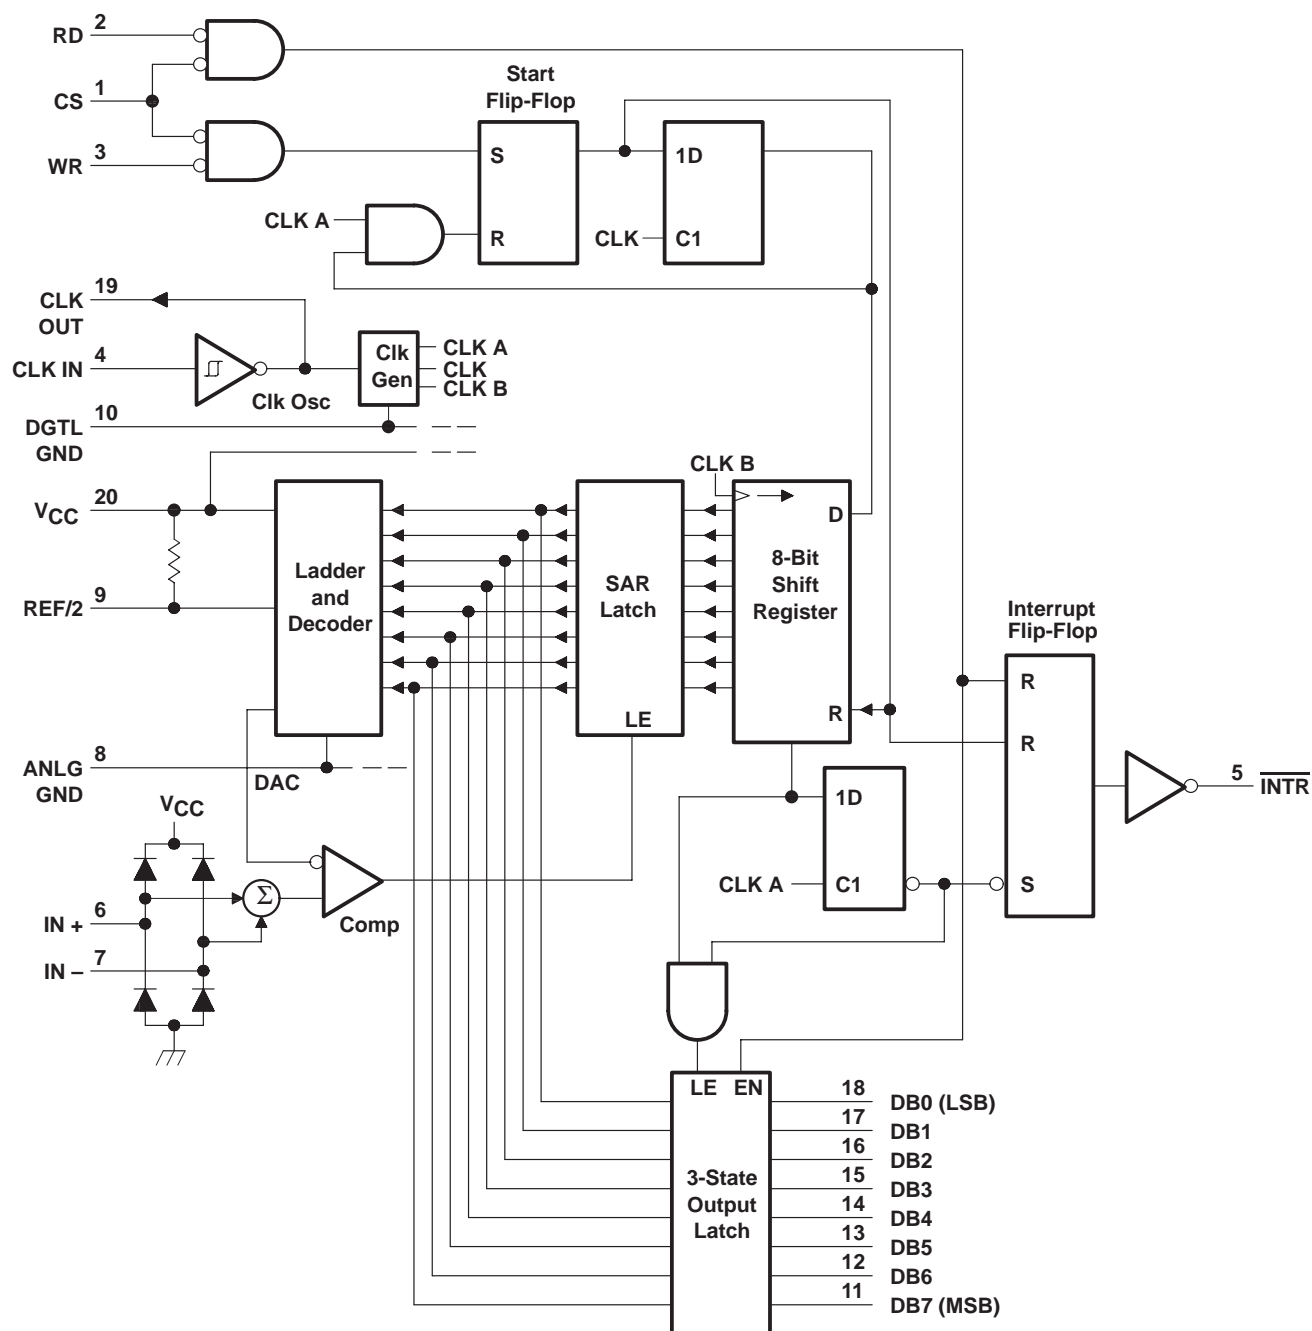 RD 2
CS 1
WR 3
Start
Flip-Flop
S
R
1D
C1
CLK A
CLK
CLK
OUT
19
CLK IN 4
Clk Osc
Clk
Gen
CLK A
CLK
CLK B
DGTL
GND
10
VCC 20
REF/2 9
Ladder
and
Decoder
SAR
Latch
LE
CLK B
D
8-Bit
Shift
Register
R
Interrupt
Flip-Flop
R
R
S
5 INTR
ANLG
GND
8
DAC
VCC
1D
C1
CLK A
Σ
Comp
IN + 6
IN – 7
LE EN
3-State
Output
Latch
18 DB0 (LSB)
17 DB1
16 DB2
15 DB3
14 DB4
13 DB5
12 DB6
11 DB7 (MSB)